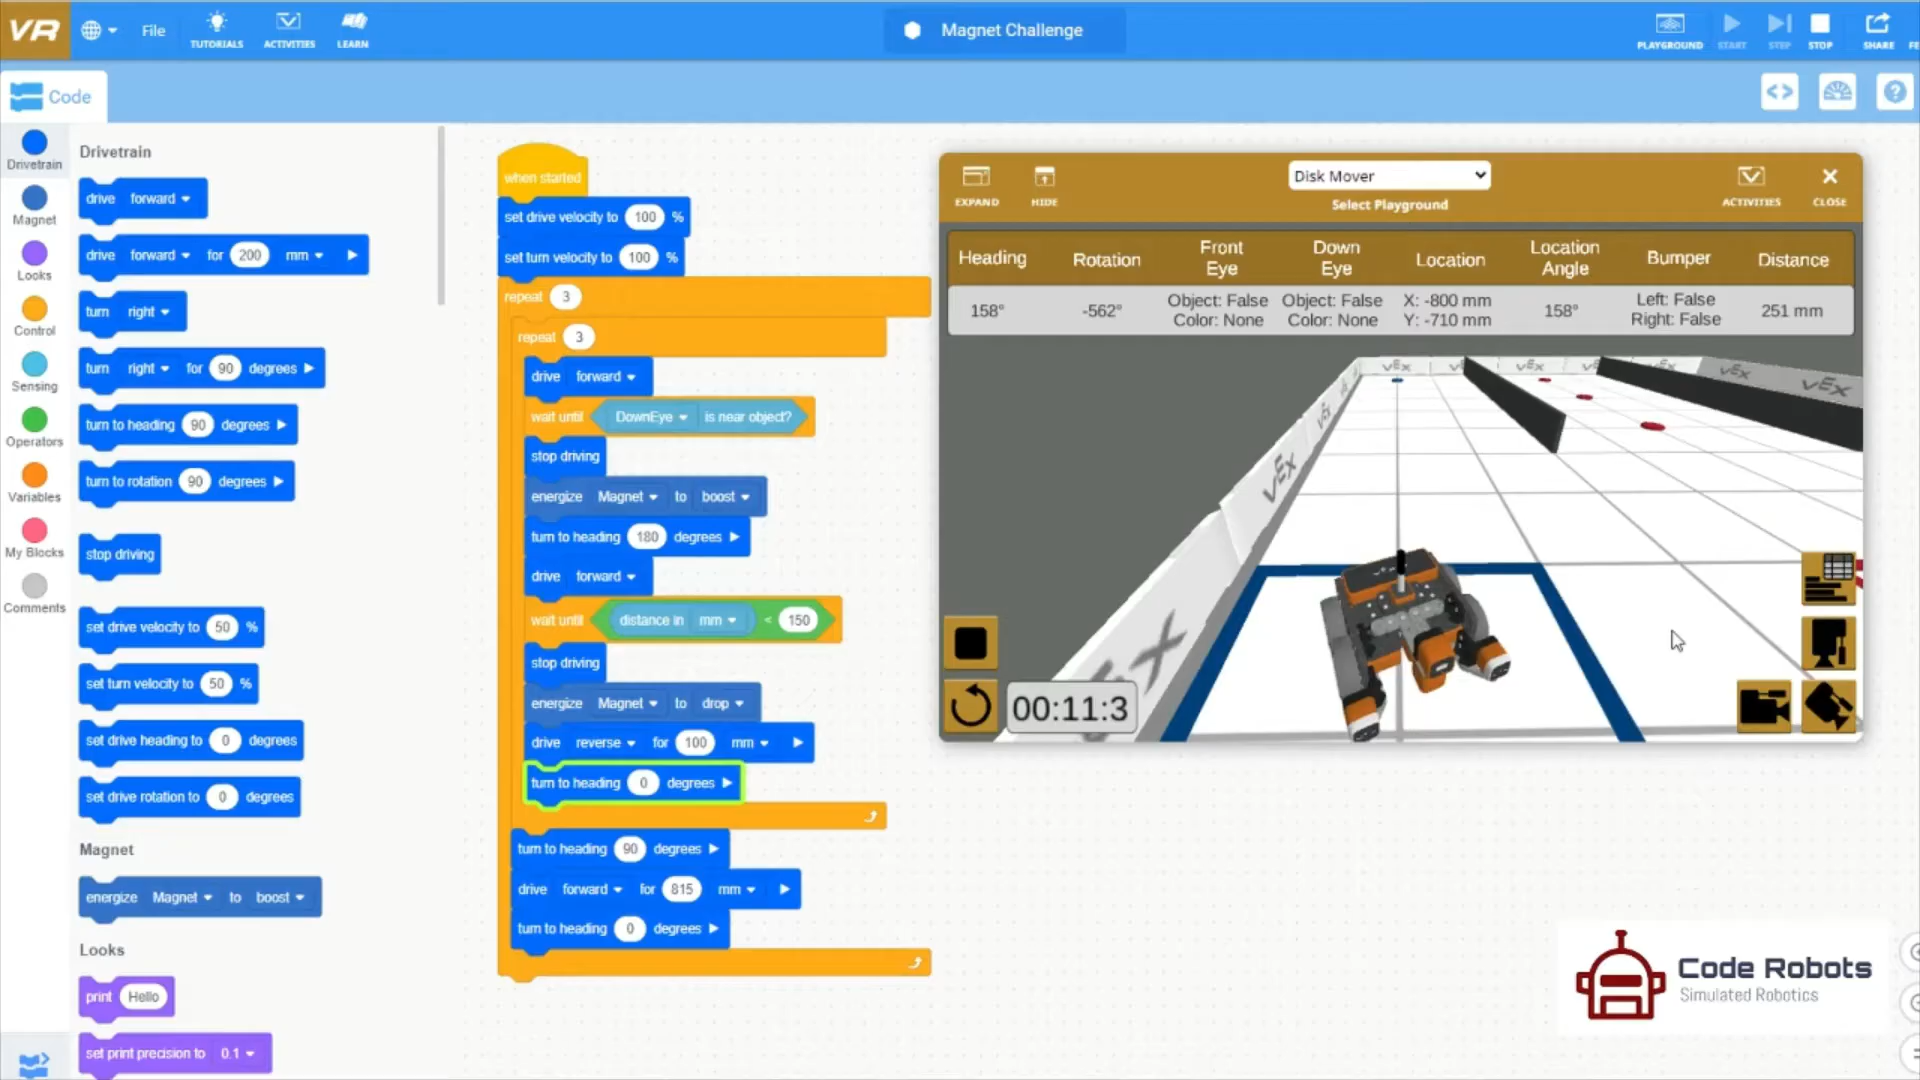 VR
File
TUTORIALS
ACTIVITIES
LEARN
Magnet Challenge
PLAYGROUND
START
STEP
STOP
SHARE
FE
Code
Drivetrain
Magnet
Looks
Control
Sensing
Operators
Variables
My Blocks
Comments
Drivetrain
drive forward
drive forward for 200 mm
turn right
turn right for 90 degrees
turn to heading 90 degrees
turn to rotation 90 degrees
stop driving
set drive velocity to 50 %
set turn velocity to 50 %
set drive heading to 0 degrees
set drive rotation to 0 degrees
Magnet
energize Magnet to boost
Looks
print Hello
set print precision to 0.1
when started
set drive velocity to 100 %
set turn velocity to 100 %
repeat 3
repeat 3
drive forward
wait until DownEye is near object?
stop driving
energize Magnet to boost
turn to heading 180 degrees
drive forward
wait until distance in mm < 150
stop driving
energize Magnet to drop
drive reverse for 100 mm
turn to heading 0 degrees
turn to heading 90 degrees
drive forward for 815 mm
turn to heading 0 degrees
EXPAND
HIDE
Disk Mover
Select Playground
ACTIVITIES
CLOSE
Heading Rotation Front Eye Down Eye Location Location Angle Bumper Distance
158° -562° Object: False Object: False X: -800 mm 158° Left: False 251 mm
Color: None Color: None Y: -710 mm Right: False
VEX
VEX
VEX
VEX
VEX
VEX
VEX
00:11:3
Code Robots
Simulated Robotics